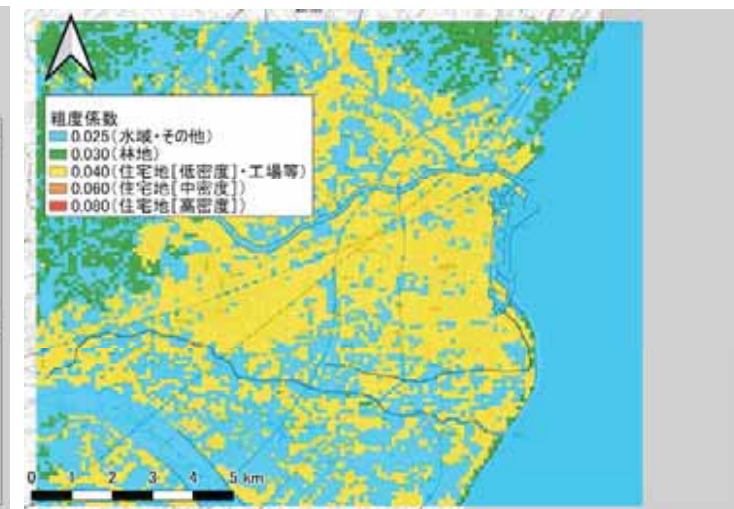 粗度係数
0.025(水域・その他)
0.030(林地)
0.040(住宅地[低密度]・工場等)
0.060(住宅地[中密度])
0.080(住宅地[高密度])
0 1 2 3 4 5 km